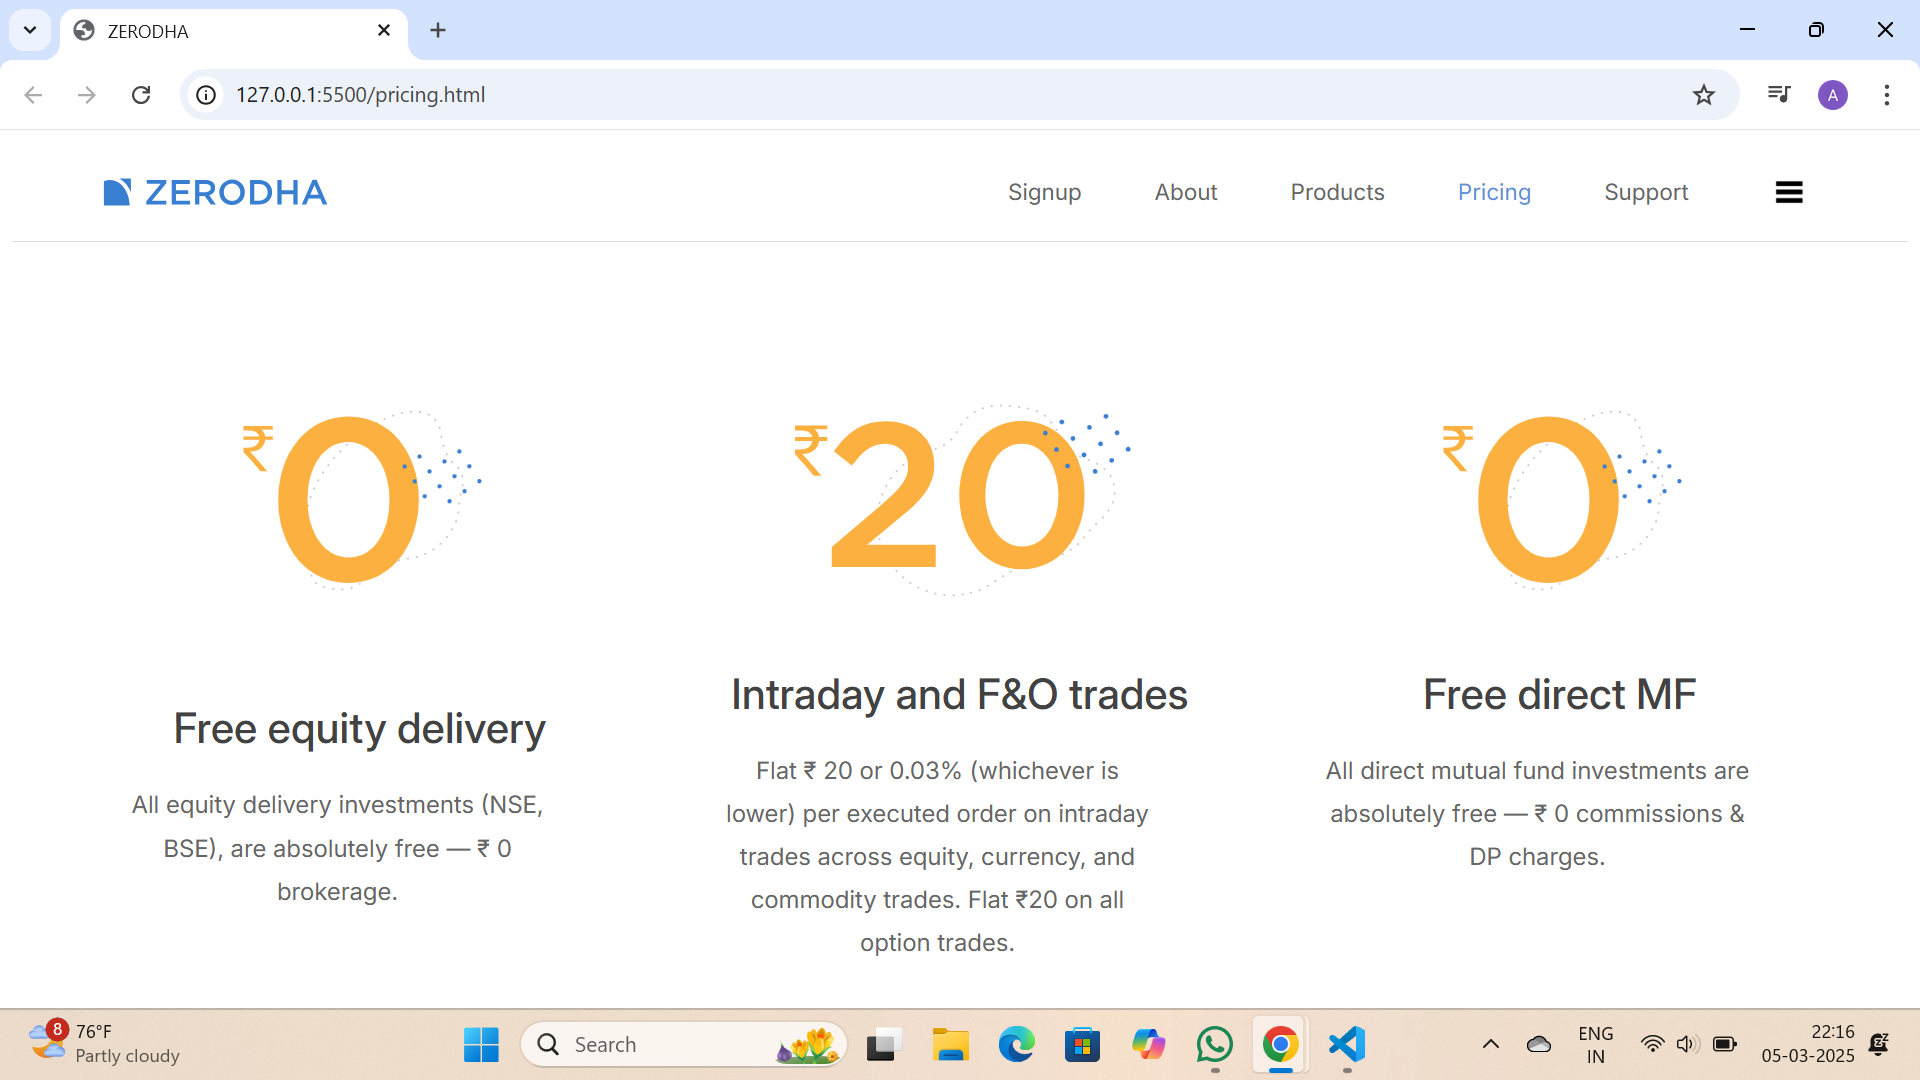 ZERODHA
127.0.0.1:5500/pricing.html
A
ZERODHA
Signup
About
Products
Pricing
Support
₹0
₹20
₹0
Free equity delivery
All equity delivery investments (NSE,
BSE), are absolutely free — ₹ 0
brokerage.
Intraday and F&O trades
Flat ₹ 20 or 0.03% (whichever is
lower) per executed order on intraday
trades across equity, currency, and
commodity trades. Flat ₹20 on all
option trades.
Free direct MF
All direct mutual fund investments are
absolutely free — ₹ 0 commissions &
DP charges.
8
76°F
Partly cloudy
Search
ENG
IN
22:16
05-03-2025